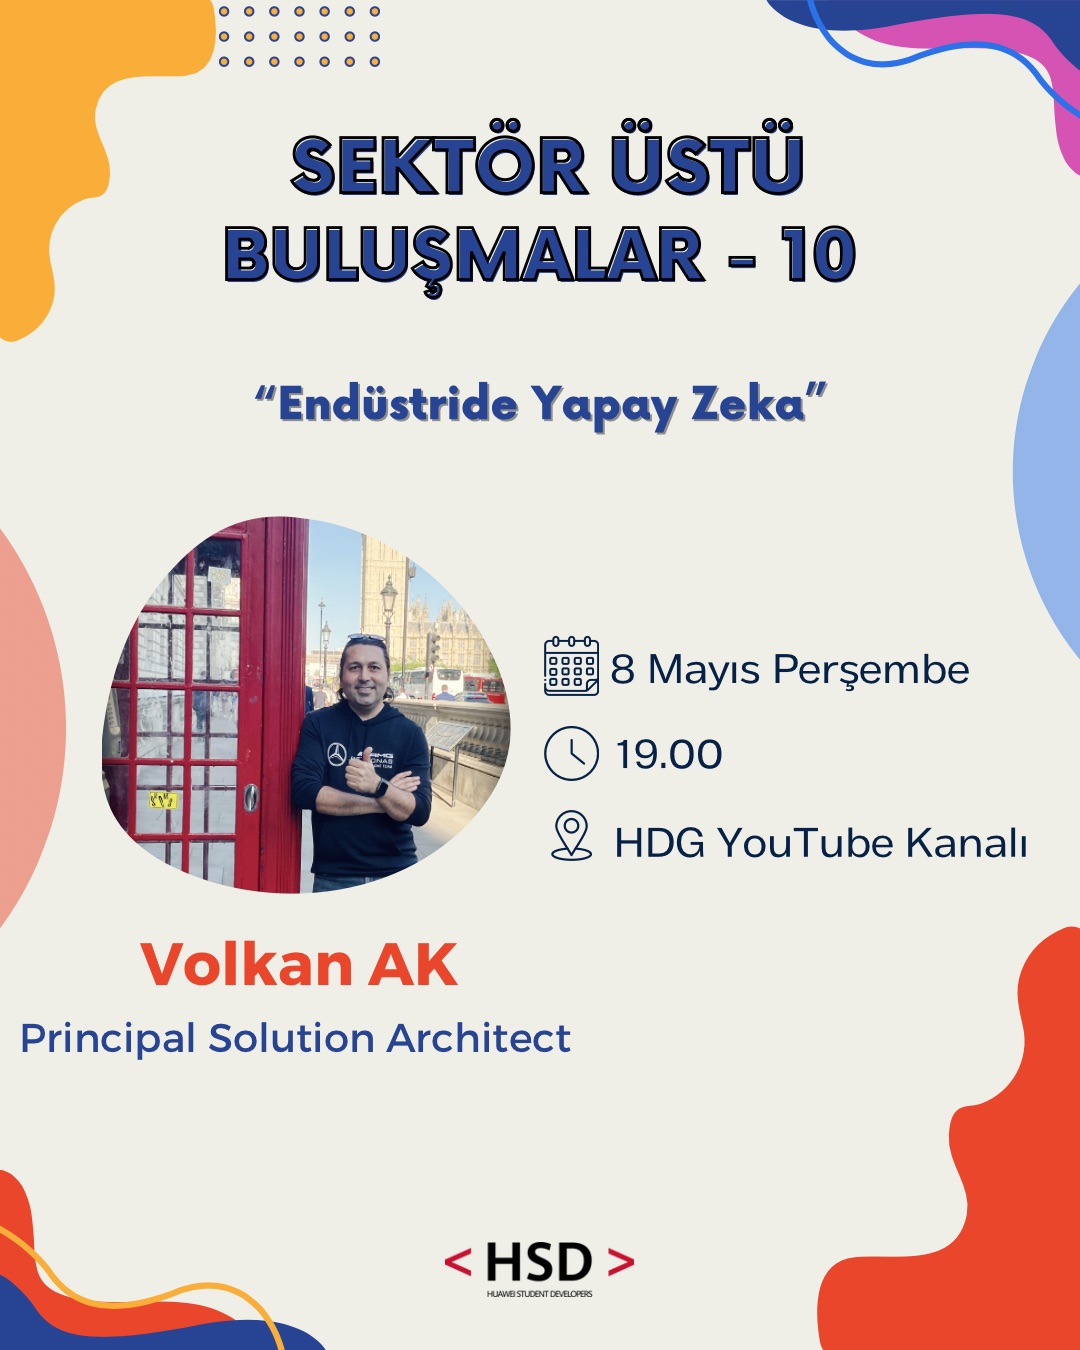 SEKTÖR ÜSTÜ
BULUŞMALAR - 10
“Endüstride Yapay Zeka”
8 Mayıs Perşembe
19.00
HDG YouTube Kanalı
Volkan AK
Principal Solution Architect
< HSD >
HUAWEI STUDENT DEVELOPERS